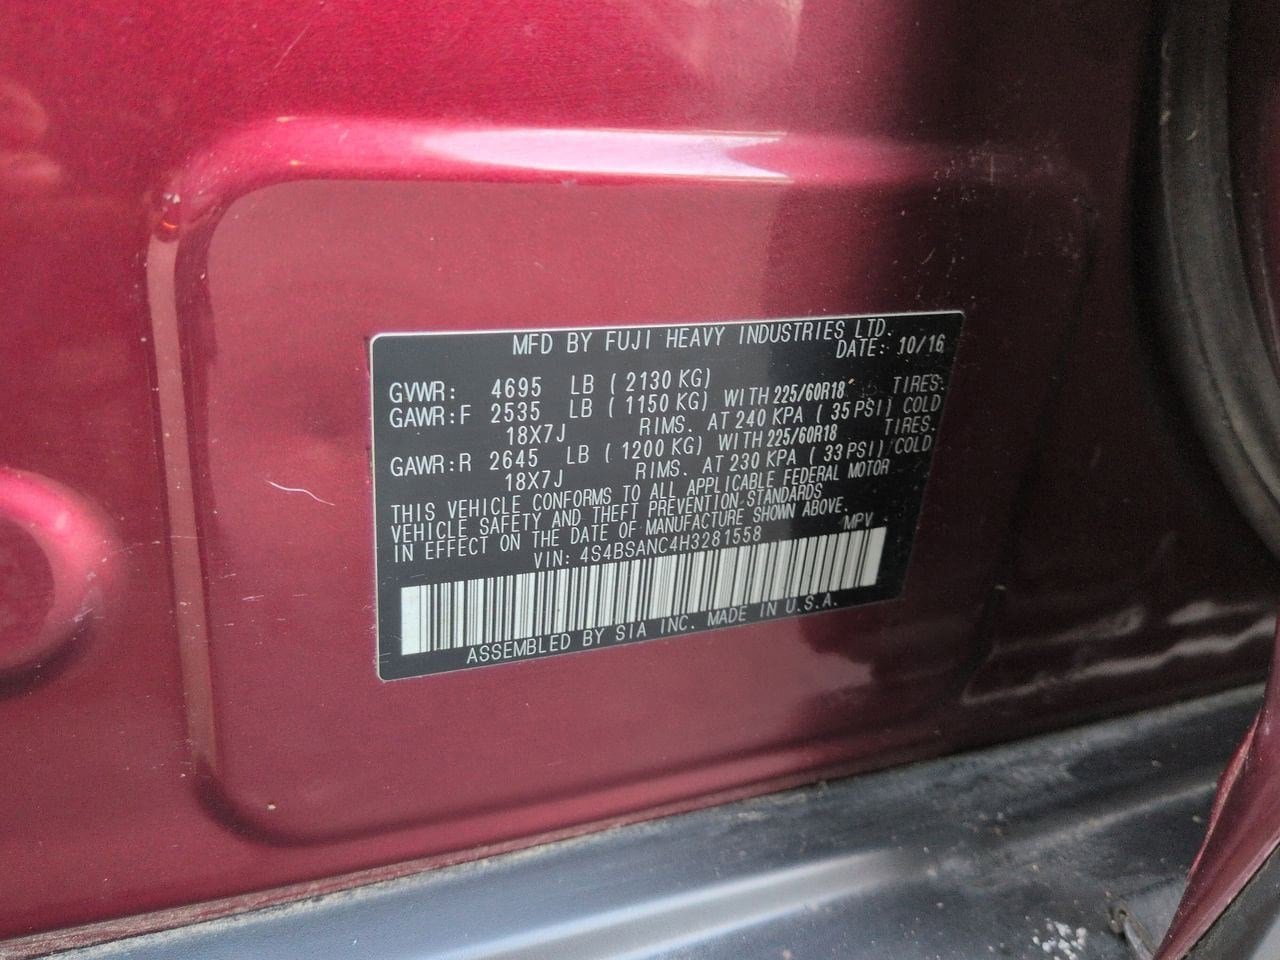 MFD BY FUJI HEAVY INDUSTRIES LTD.
DATE: 10/16
GVWR: 4695 LB ( 2130 KG)
GAWR: F 2535 LB ( 1150 KG) WITH 225/60R18 TIRES.
18X7J RIMS. AT 240 KPA ( 35 PSI) COLD
GAWR: R 2645 LB ( 1200 KG) WITH 225/60R18 TIRES.
18X7J RIMS. AT 230 KPA ( 33 PSI) COLD
THIS VEHICLE CONFORMS TO ALL APPLICABLE FEDERAL MOTOR
VEHICLE SAFETY AND THEFT PREVENTION STANDARDS
IN EFFECT ON THE DATE OF MANUFACTURE SHOWN ABOVE.
VIN: 4S4BSANC4H3281558 MPV
ASSEMBLED BY SIA INC. MADE IN U.S.A.